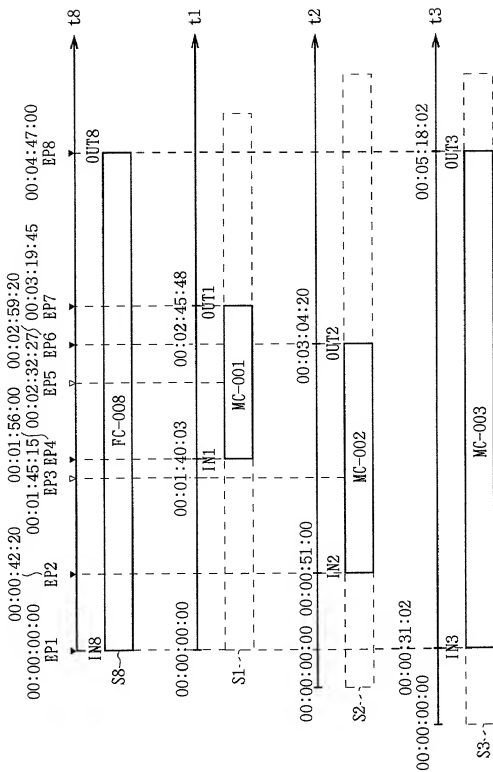 00:00:42:20 00:01:56:00 00:02:59:20
00:00:00:00 00:01:45:15 00:02:32:27 00:03:19:45 00:04:47:00
EP1 EP2 EP3 EP4 EP5 EP6 EP7 EP8
t8
IN8 OUT8
S8 FC-008
t1
00:00:00:00 00:01:40:03 00:02:45:48
IN1 OUT1
S1 MC-001
t2
00:00:00:00 00:00:51:00 00:03:04:20
IN2 OUT2
S2 MC-002
t3
00:00:00:00 00:00:31:02 00:05:18:02
IN3 OUT3
S3 MC-003